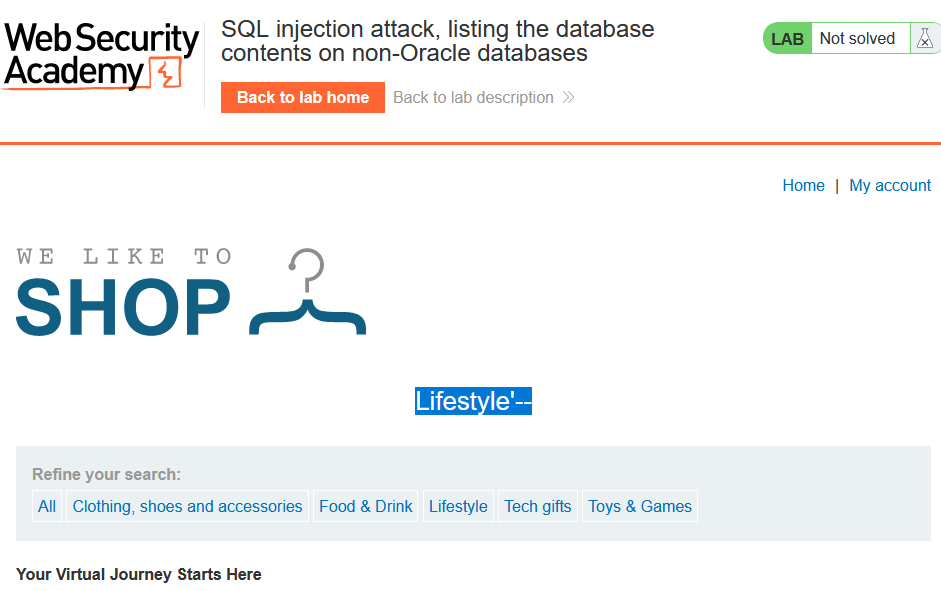 Web Security
Academy
SQL injection attack, listing the database
contents on non-Oracle databases
LAB Not solved
Back to lab home Back to lab description
Home | My account
WE LIKE TO
SHOP
Lifestyle'--
Refine your search:
All Clothing, shoes and accessories Food & Drink Lifestyle Tech gifts Toys & Games
Your Virtual Journey Starts Here